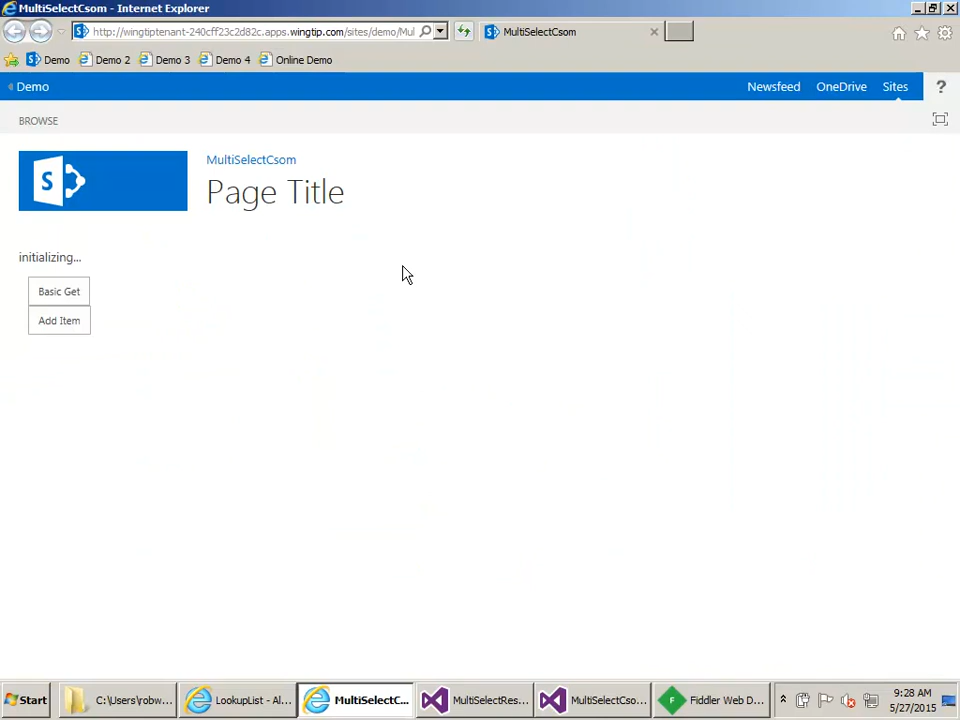 MultiSelectCsom - Internet Explorer
http://wingtiptenant-240cff23c2d82c.apps.wingtip.com/sites/demo/Mul
MultiSelectCsom
Demo
Demo 2
Demo 3
Demo 4
Online Demo
Demo
Newsfeed
OneDrive
Sites
?
BROWSE
S
MultiSelectCsom
Page Title
initializing...
Basic Get
Add Item
Start
C:\Users\robw...
LookupList - Al...
MultiSelectC...
MultiSelectRes...
MultiSelectCso...
Fiddler Web D...
9:28 AM
5/27/2015